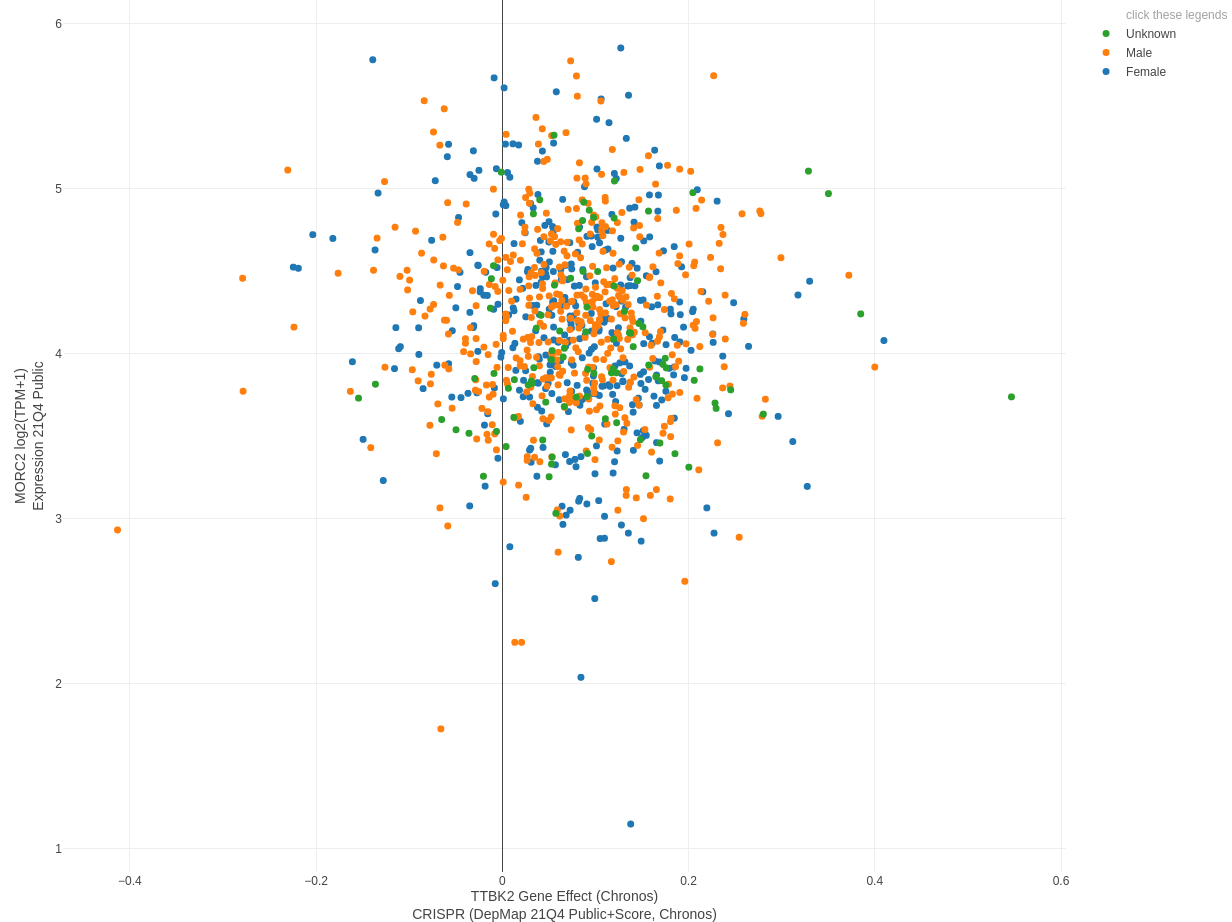 click these legends
Unknown
Male
Female
6
5
4
3
2
1
MORC2 log2(TPM+1)
Expression 21Q4 Public
−0.4
−0.2
0
0.2
0.4
0.6
TTBK2 Gene Effect (Chronos)
CRISPR (DepMap 21Q4 Public+Score, Chronos)